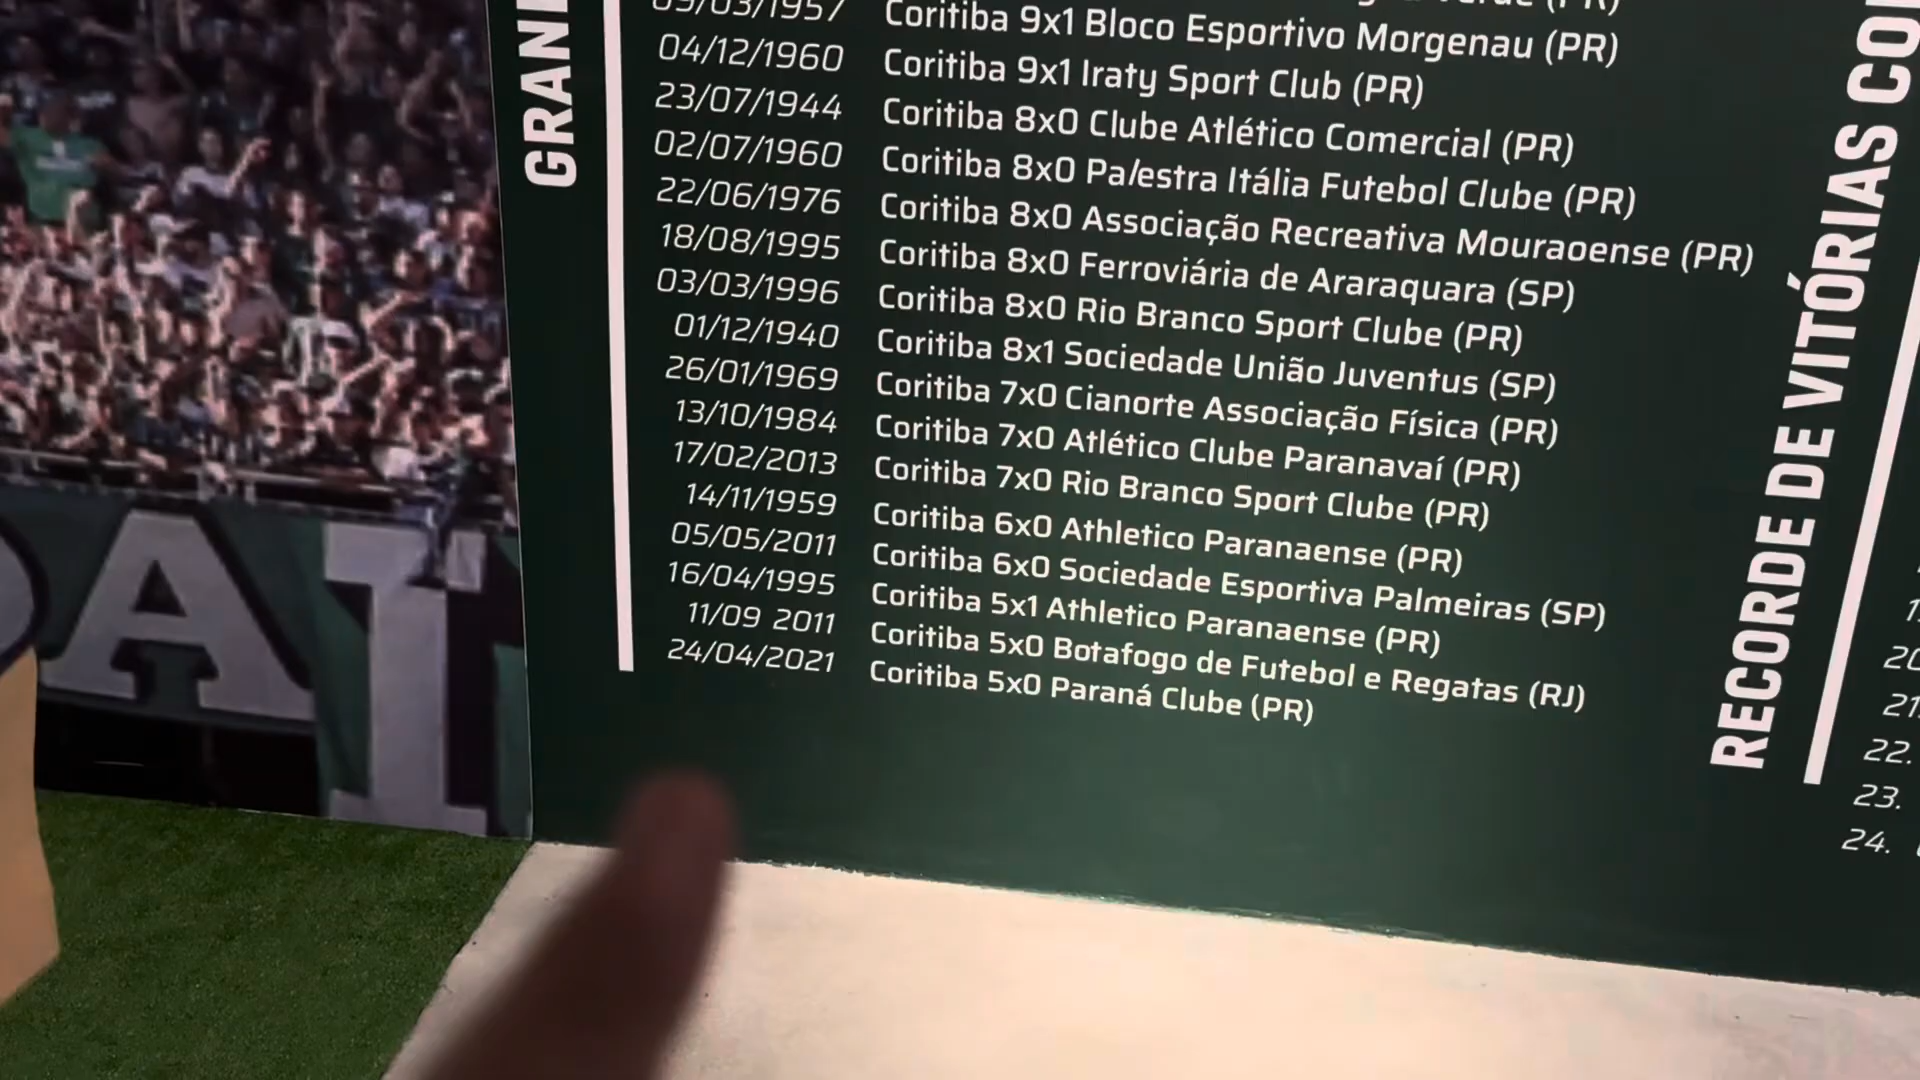 GRAN
09/03/1957 Coritiba 9x1 Bloco Esportivo Morgenau (PR)
04/12/1960 Coritiba 9x1 Iraty Sport Club (PR)
23/07/1944 Coritiba 8x0 Clube Atlético Comercial (PR)
02/07/1960 Coritiba 8x0 Palestra Itália Futebol Clube (PR)
22/06/1976 Coritiba 8x0 Associação Recreativa Mouraoense (PR)
18/08/1995 Coritiba 8x0 Ferroviária de Araraquara (SP)
03/03/1996 Coritiba 8x0 Rio Branco Sport Clube (PR)
01/12/1940 Coritiba 8x1 Sociedade União Juventus (SP)
26/01/1969 Coritiba 7x0 Cianorte Associação Física (PR)
13/10/1984 Coritiba 7x0 Atlético Clube Paranavaí (PR)
17/02/2013 Coritiba 7x0 Rio Branco Sport Clube (PR)
14/11/1959 Coritiba 6x0 Athletico Paranaense (PR)
05/05/2011 Coritiba 6x0 Sociedade Esportiva Palmeiras (SP)
16/04/1995 Coritiba 5x1 Athletico Paranaense (PR)
11/09 2011 Coritiba 5x0 Botafogo de Futebol e Regatas (RJ)
24/04/2021 Coritiba 5x0 Paraná Clube (PR)
RECORDE DE VITÓRIAS CO
20
21.
22.
23.
24.